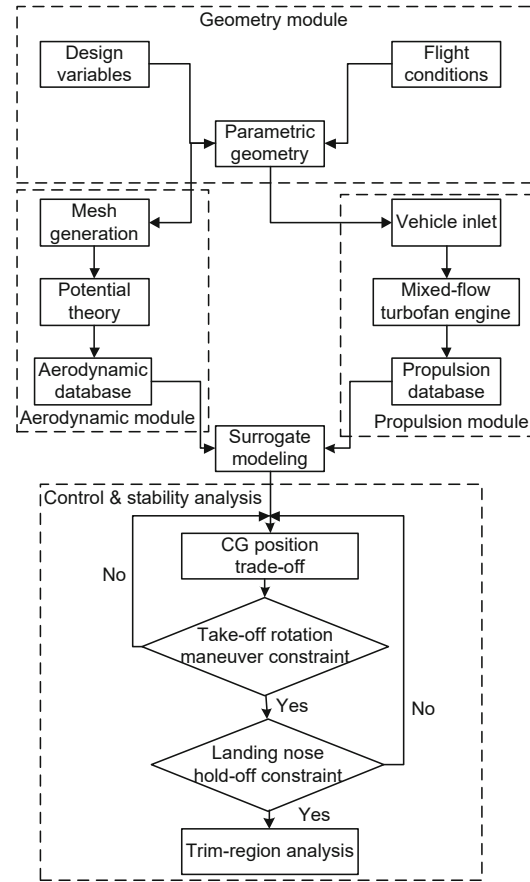 Geometry module
Design
variables
Flight
conditions
Parametric
geometry
Mesh
generation
Vehicle inlet
Potential
theory
Mixed-flow
turbofan engine
Aerodynamic
database
Propulsion
database
Aerodynamic module
Propulsion module
Surrogate
modeling
Control & stability analysis
CG position
trade-off
No
Take-off rotation
maneuver constraint
Yes
No
Landing nose
hold-off constraint
Yes
Trim-region analysis